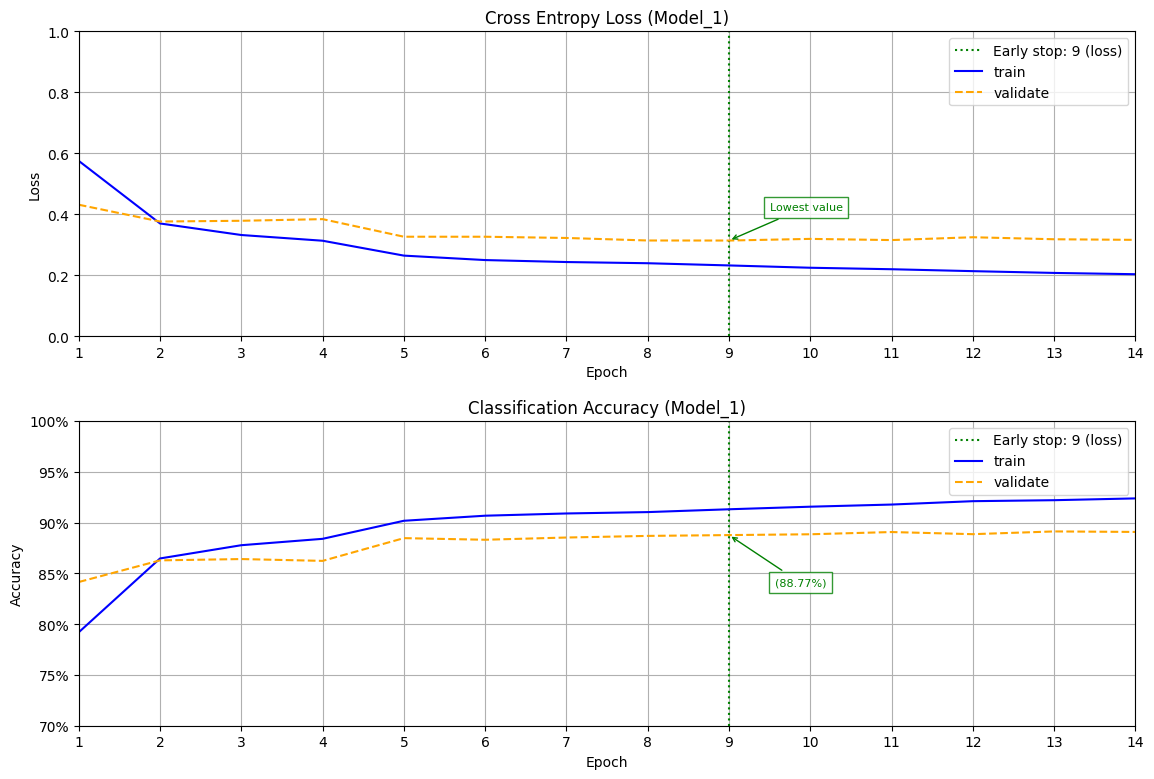 Cross Entropy Loss (Model_1)
1.0
0.8
0.6
0.4
0.2
0.0
Loss
Early stop: 9 (loss)
train
validate
Lowest value
1 2 3 4 5 6 7 8 9 10 11 12 13 14
Epoch
Classification Accuracy (Model_1)
100%
95%
90%
85%
80%
75%
70%
Accuracy
Early stop: 9 (loss)
train
validate
(88.77%)
1 2 3 4 5 6 7 8 9 10 11 12 13 14
Epoch